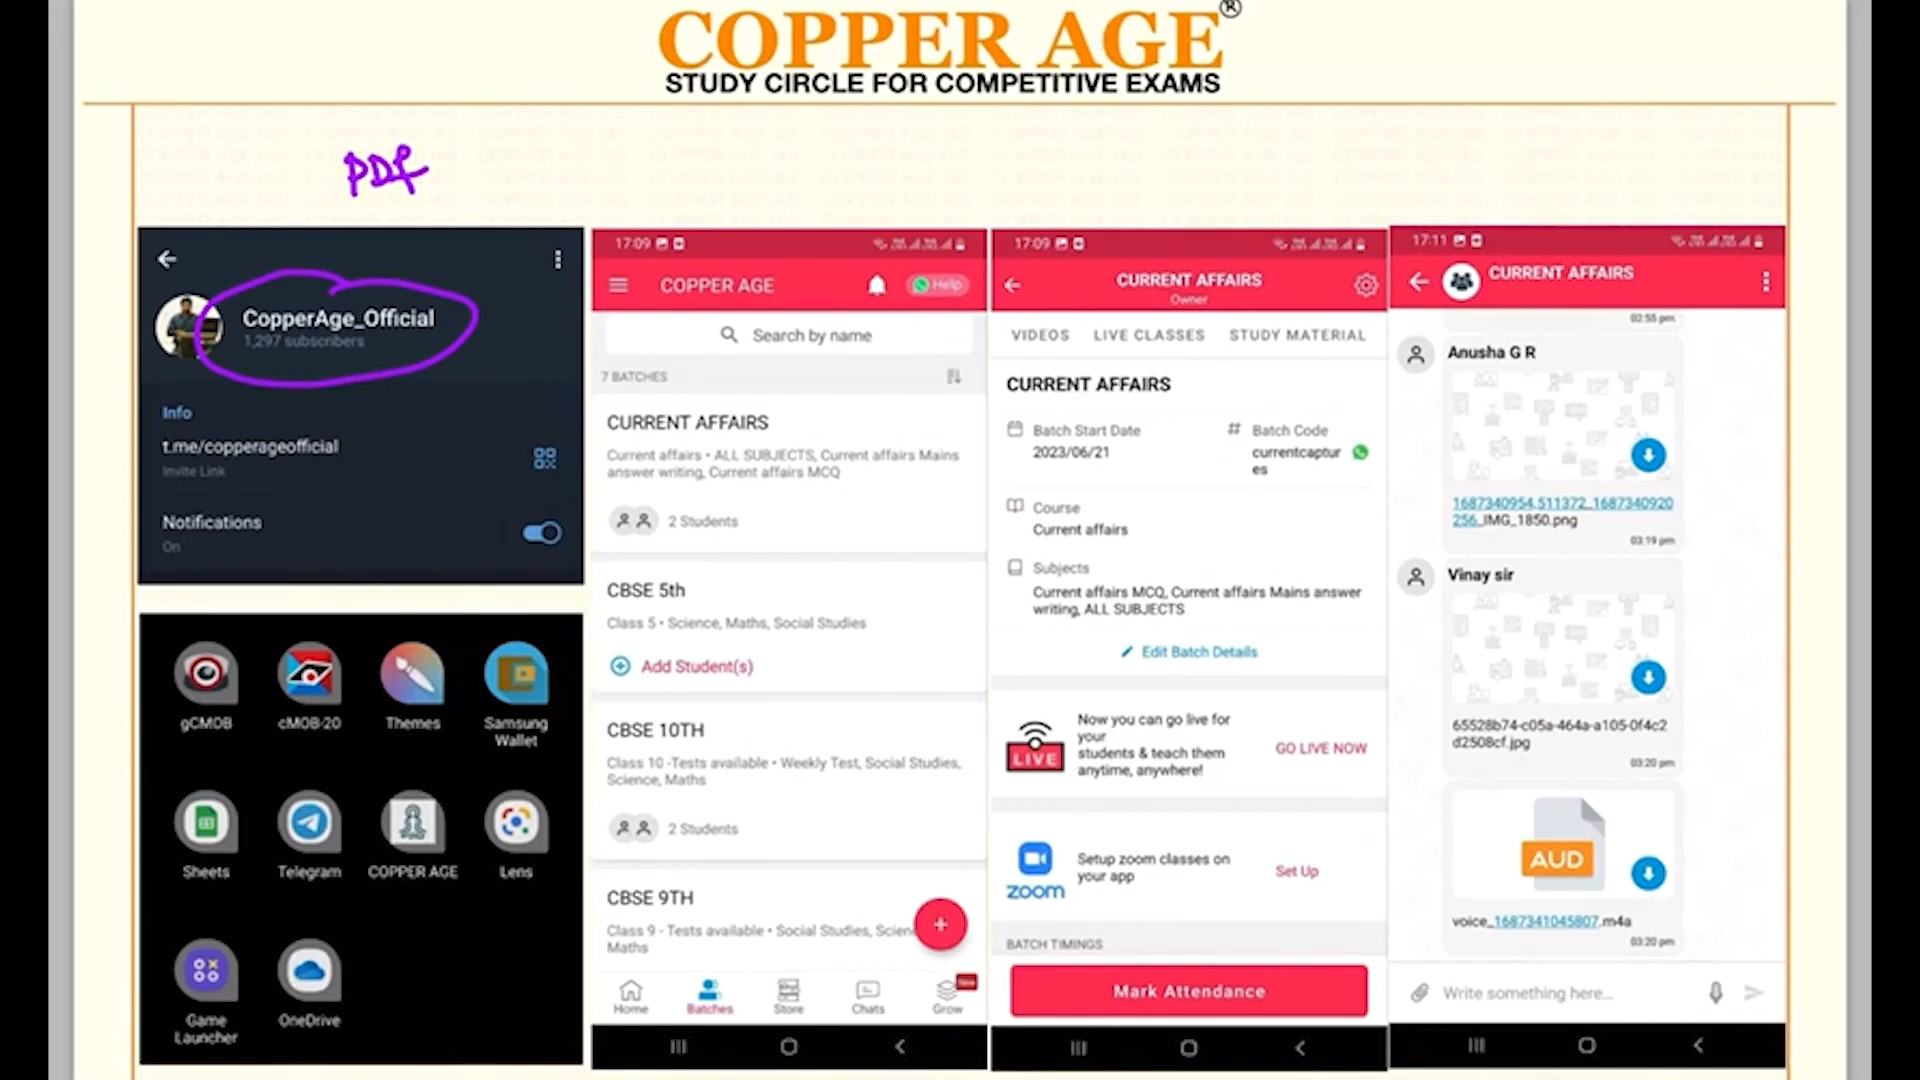 COPPER AGE®
STUDY CIRCLE FOR COMPETITIVE EXAMS
PDF
CopperAge_Official
1,297 subscribers
Info
t.me/copperageofficial
Invite Link
Notifications
On
gCMOB
cMOB-20
Themes
Samsung
Wallet
Sheets
Telegram
COPPER AGE
Lens
Game
Launcher
OneDrive
17:09
COPPER AGE
Help
Search by name
7 BATCHES
CURRENT AFFAIRS
Current affairs • ALL SUBJECTS, Current affairs Mains
answer writing, Current affairs MCQ
2 Students
CBSE 5th
Class 5 • Science, Maths, Social Studies
Add Student(s)
CBSE 10TH
Class 10 -Tests available • Weekly Test, Social Studies,
Science, Maths
2 Students
CBSE 9TH
Class 9 - Tests available • Social Studies, Scien
Maths
Home
Batches
Store
Chats
New
Grow
17:09
CURRENT AFFAIRS
Owner
VIDEOS
LIVE CLASSES
STUDY MATERIAL
CURRENT AFFAIRS
Batch Start Date
2023/06/21
# Batch Code
currentcaptur
es
Course
Current affairs
Subjects
Current affairs MCQ, Current affairs Mains answer
writing, ALL SUBJECTS
Edit Batch Details
LIVE
Now you can go live for
your
students & teach them
anytime, anywhere!
GO LIVE NOW
zoom
Setup zoom classes on
your app
Set Up
BATCH TIMINGS
Mark Attendance
17:11
CURRENT AFFAIRS
02:55 pm
Anusha G R
1687340954.511372_1687340920
256_IMG_1850.png
03:19 pm
Vinay sir
65528b74-c05a-464a-a105-0f4c2
d2508cf.jpg
03:20 pm
AUD
voice_1687341045807.m4a
03:20 pm
Write something here...